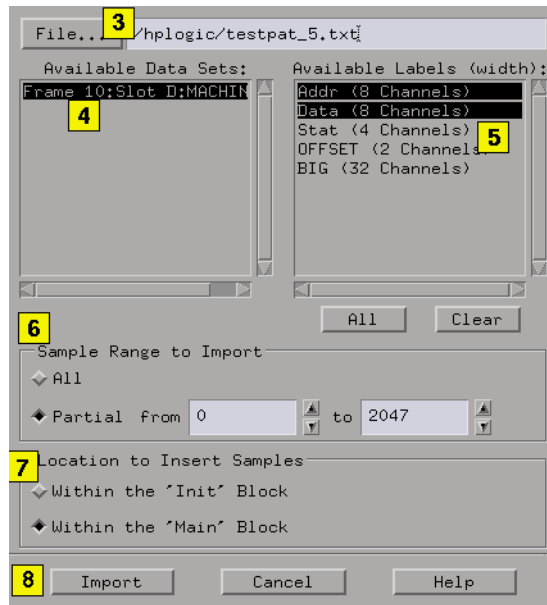 File... 3 /hplogic/testpat_5.txt
Available Data Sets:
Frame 10:Slot D:MACHIN
4
Available Labels (width):
Addr (8 Channels)
Data (8 Channels)
Stat (4 Channels)
OFFSET (2 Channels
5
BIG (32 Channels)
All Clear
6
Sample Range to Import
All
Partial from 0 to 2047
7
Location to Insert Samples
Within the "Init" Block
Within the "Main" Block
8 Import Cancel Help